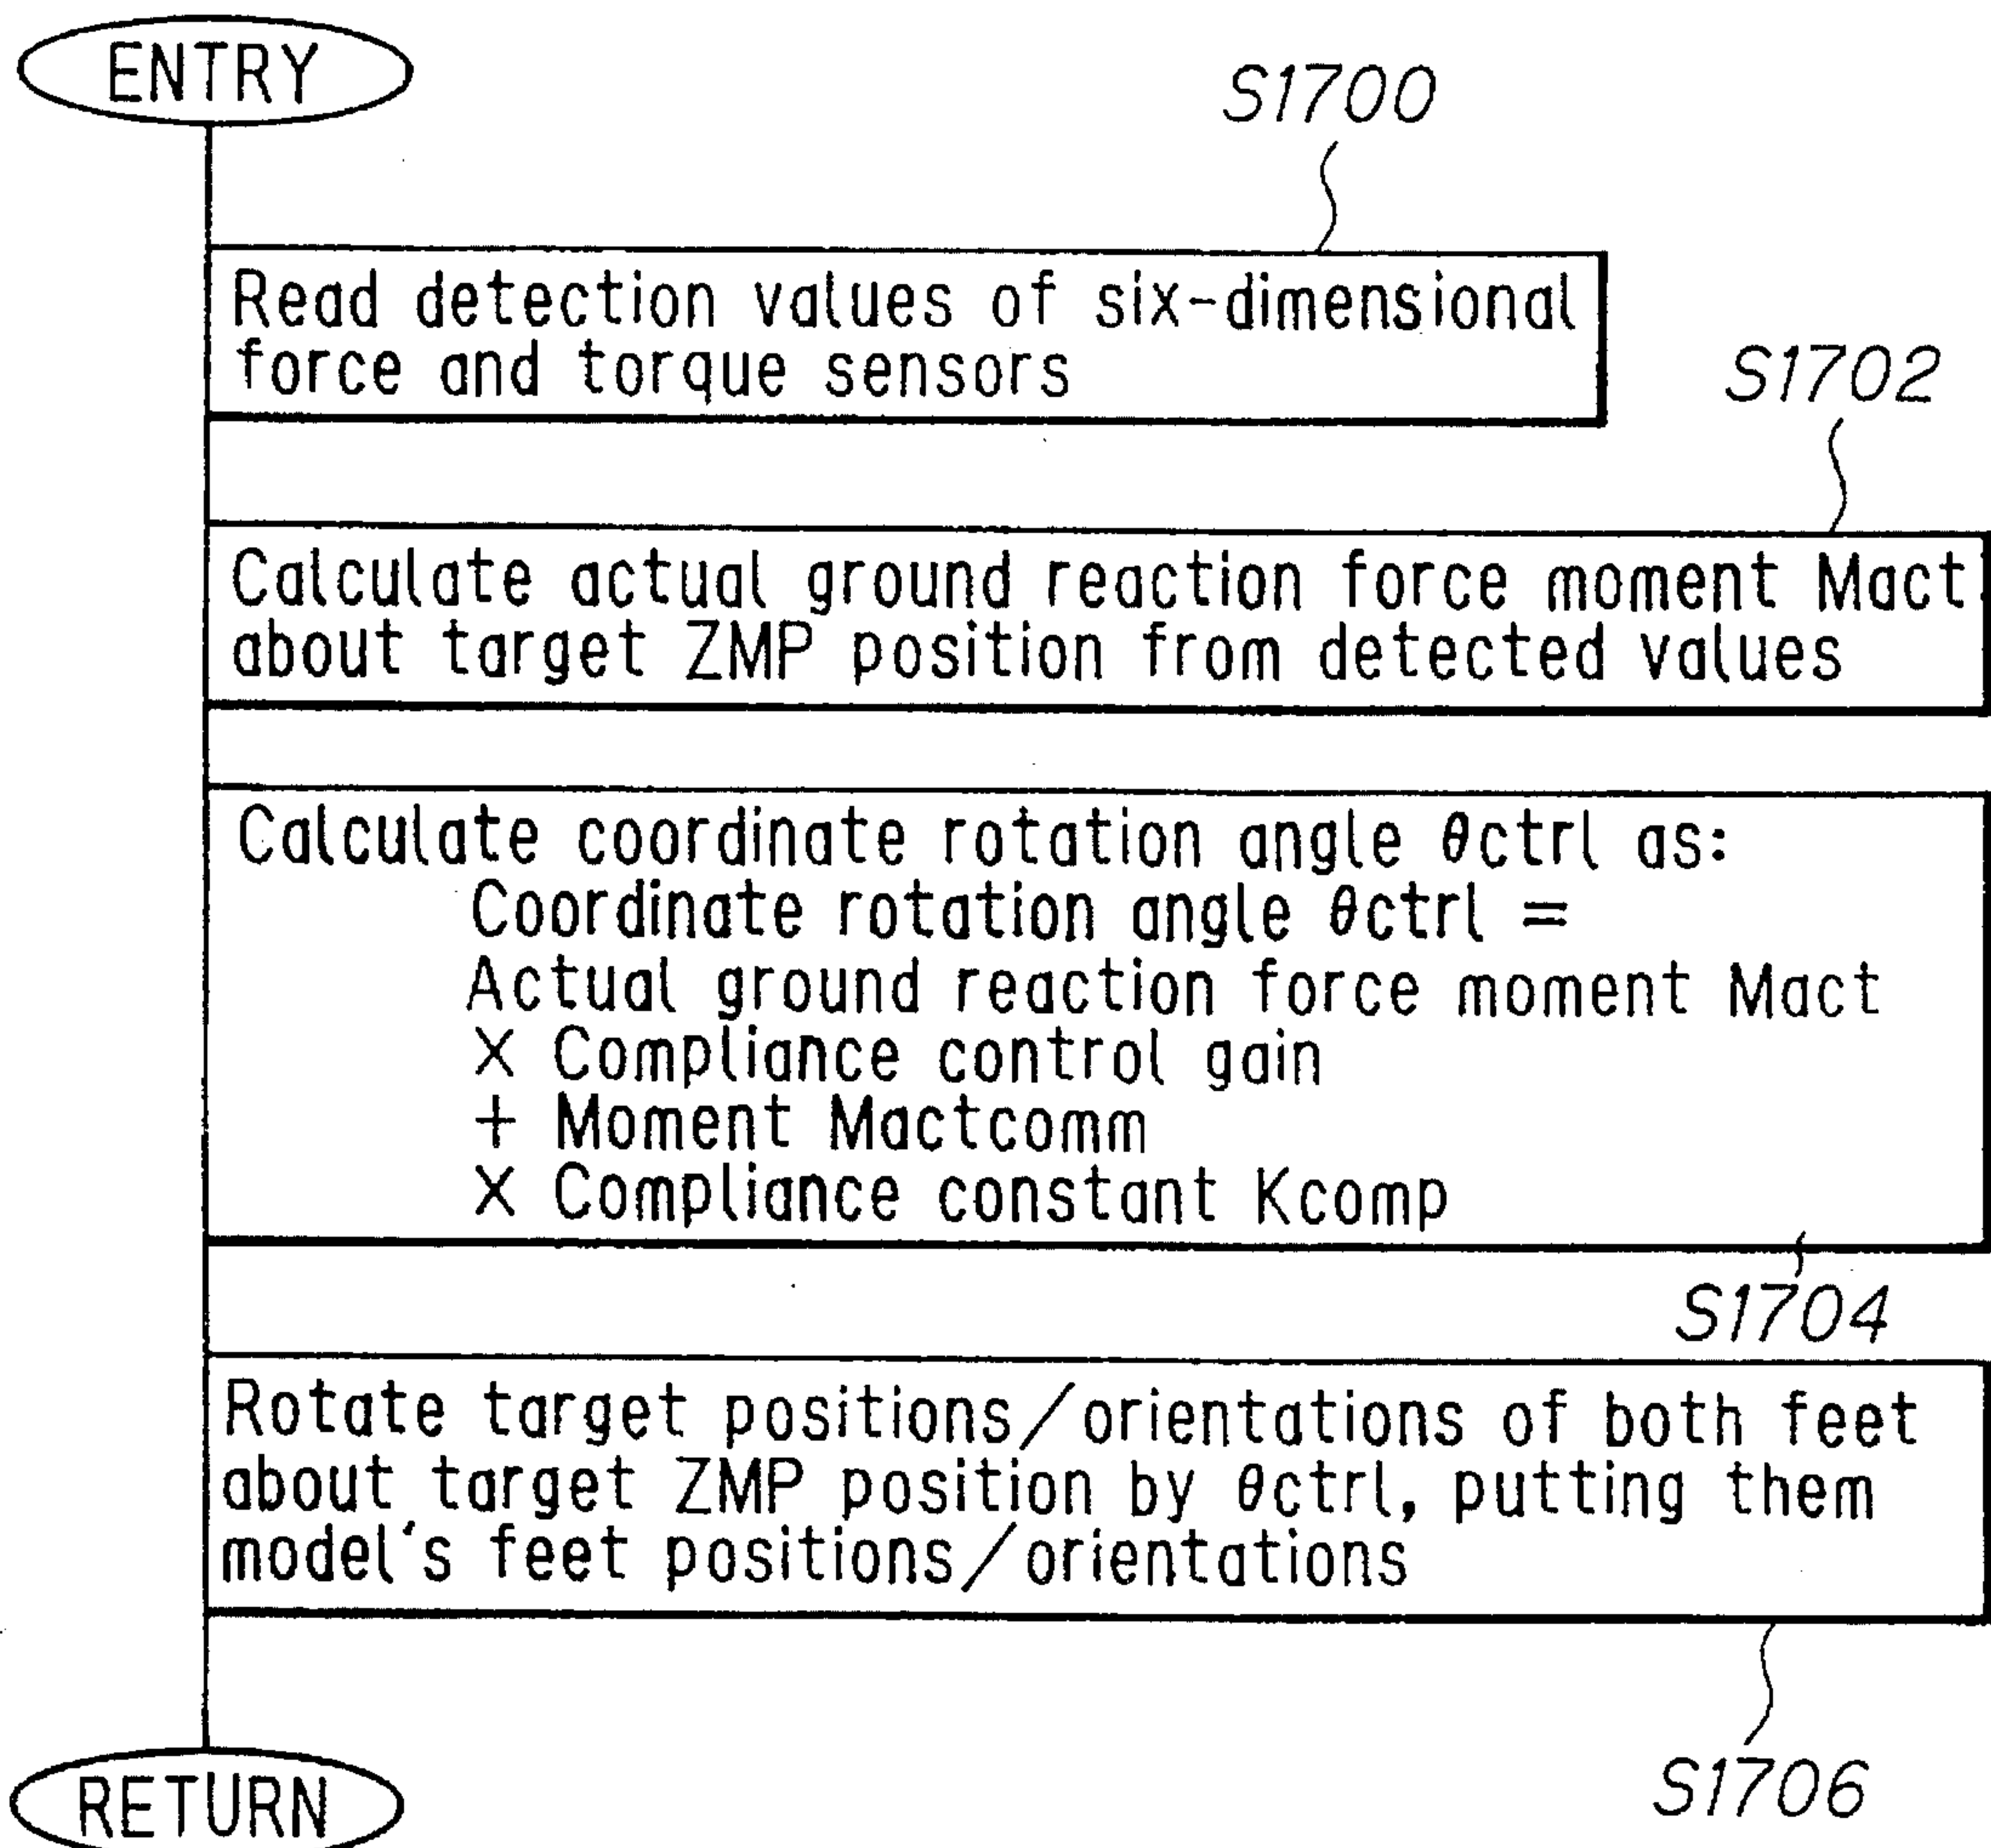 ENTRY
S1700
Read detection values of six-dimensional
force and torque sensors
S1702
Calculate actual ground reaction force moment Mact
about target ZMP position from detected values
Calculate coordinate rotation angle θctrl as:
Coordinate rotation angle θctrl =
Actual ground reaction force moment Mact
× Compliance control gain
+ Moment Mactcomm
× Compliance constant Kcomp
S1704
Rotate target positions/orientations of both feet
about target ZMP position by θctrl, putting them
model's feet positions/orientations
S1706
RETURN